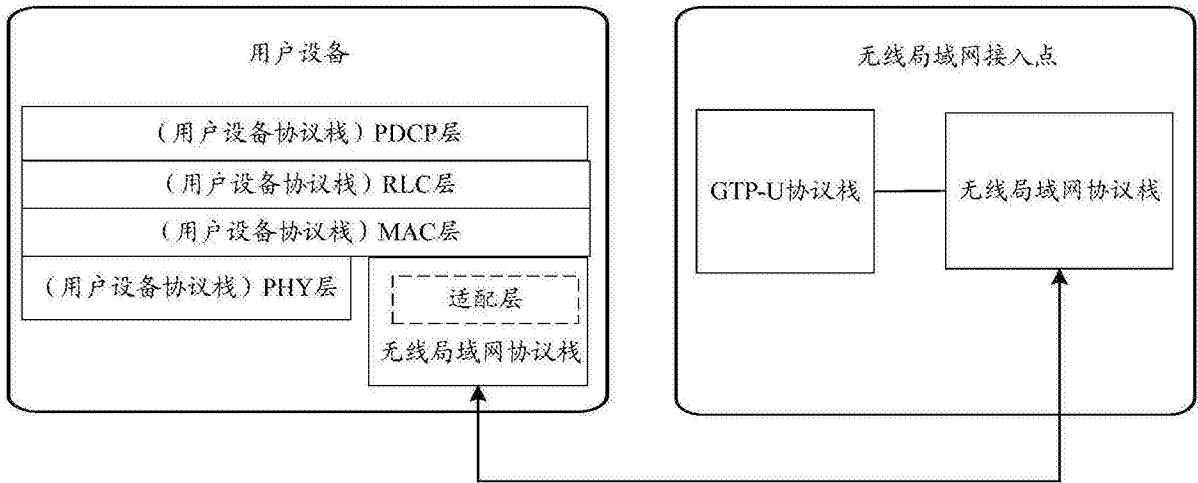 用户设备
（用户设备协议栈）PDCP层
（用户设备协议栈）RLC层
（用户设备协议栈）MAC层
（用户设备协议栈）PHY层
适配层
无线局域网协议栈
无线局域网接入点
GTP-U协议栈
无线局域网协议栈